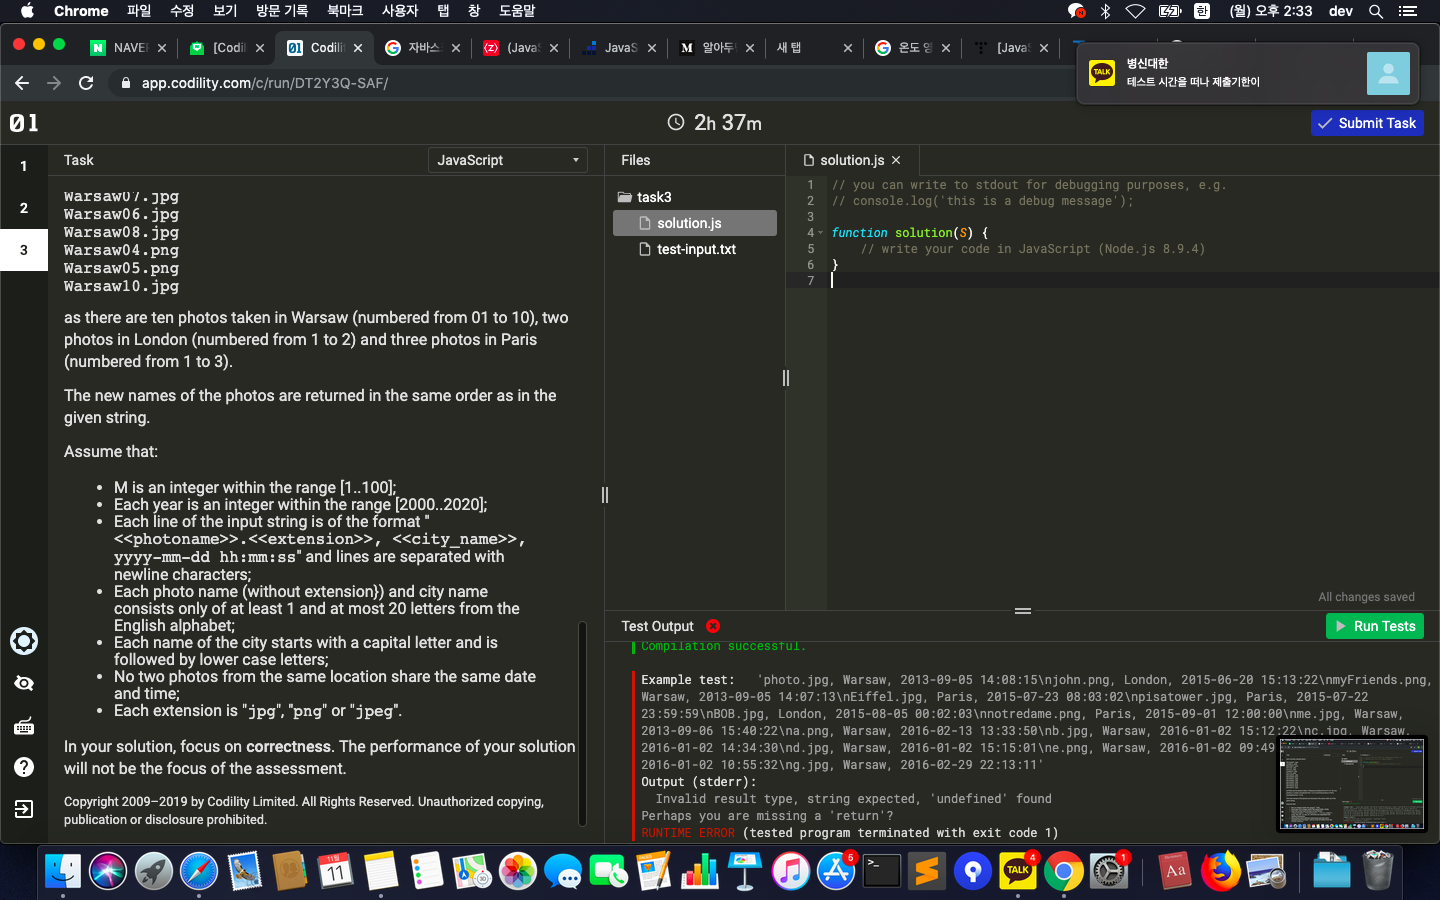 Chrome 파일 수정 보기 방문 기록 북마크 사용자 탭 창 도움말 한 (월) 오후 2:33 dev
NAVEF [Codil Codilit 자바스 (JavaS JavaS 알아두 새 탭 온도 영 [JavaS
app.codility.com/c/run/DT2Y3Q-SAF/
TALK
병신대한
테스트 시간을 떠나 제출기한이
01
2h 37m
Submit Task
1
2
3
Task
JavaScript
Warsaw07.jpg
Warsaw06.jpg
Warsaw08.jpg
Warsaw04.png
Warsaw05.png
Warsaw10.jpg
as there are ten photos taken in Warsaw (numbered from 01 to 10), two
photos in London (numbered from 1 to 2) and three photos in Paris
(numbered from 1 to 3).
The new names of the photos are returned in the same order as in the
given string.
Assume that:
• M is an integer within the range [1..100];
• Each year is an integer within the range [2000..2020];
• Each line of the input string is of the format "
<<photoname>>.<<extension>>, <<city_name>>,
yyyy-mm-dd hh:mm:ss" and lines are separated with
newline characters;
• Each photo name (without extension}) and city name
consists only of at least 1 and at most 20 letters from the
English alphabet;
• Each name of the city starts with a capital letter and is
followed by lower case letters;
• No two photos from the same location share the same date
and time;
• Each extension is "jpg", "png" or "jpeg".
In your solution, focus on correctness. The performance of your solution
will not be the focus of the assessment.
Copyright 2009–2019 by Codility Limited. All Rights Reserved. Unauthorized copying,
publication or disclosure prohibited.
Files
task3
solution.js
test-input.txt
solution.js
1 // you can write to stdout for debugging purposes, e.g.
2 // console.log('this is a debug message');
3
4 function solution(S) {
5 // write your code in JavaScript (Node.js 8.9.4)
6 }
7
All changes saved
Test Output
Run Tests
Compilation successful.
Example test: 'photo.jpg, Warsaw, 2013-09-05 14:08:15\njohn.png, London, 2015-06-20 15:13:22\nmyFriends.png,
Warsaw, 2013-09-05 14:07:13\nEiffel.jpg, Paris, 2015-07-23 08:03:02\npisatower.jpg, Paris, 2015-07-22
23:59:59\nBOB.jpg, London, 2015-08-05 00:02:03\nnotredame.png, Paris, 2015-09-01 12:00:00\nme.jpg, Warsaw,
2013-09-06 15:40:22\na.png, Warsaw, 2016-02-13 13:33:50\nb.jpg, Warsaw, 2016-01-02 15:12:22\nc.jpg, Warsaw,
2016-01-02 14:34:30\nd.jpg, Warsaw, 2016-01-02 15:15:01\ne.png, Warsaw, 2016-01-02 09:49
2016-01-02 10:55:32\ng.jpg, Warsaw, 2016-02-29 22:13:11'
Output (stderr):
Invalid result type, string expected, 'undefined' found
Perhaps you are missing a 'return'?
RUNTIME ERROR (tested program terminated with exit code 1)
11월
11
5
TALK
4
1
Aa